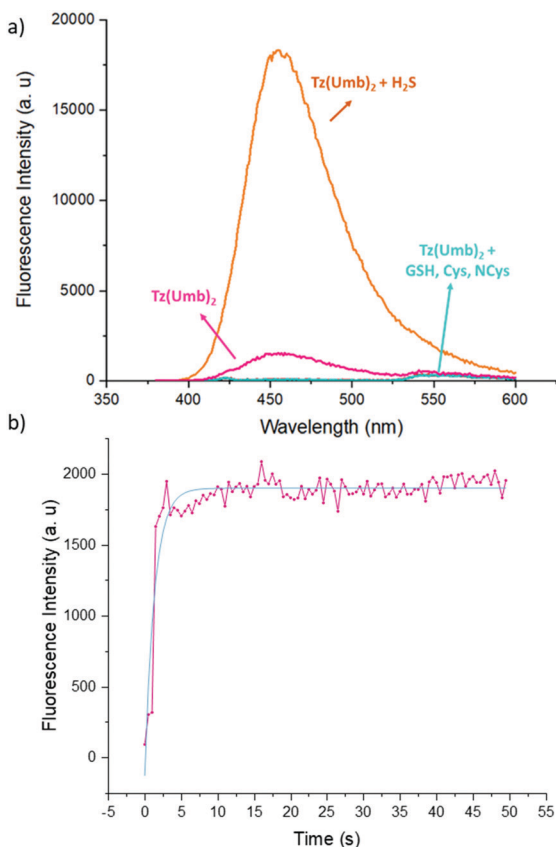 a)
20000
15000
10000
5000
0
350
400
450
500
550
600
Fluorescence Intensity (a. u)
Wavelength (nm)
Tz(Umb)₂ + H₂S
Tz(Umb)₂ +
GSH, Cys, NCys
Tz(Umb)₂
b)
2000
1500
1000
500
0
-5
0
5
10
15
20
25
30
35
40
45
50
55
Fluorescence Intensity (a. u)
Time (s)